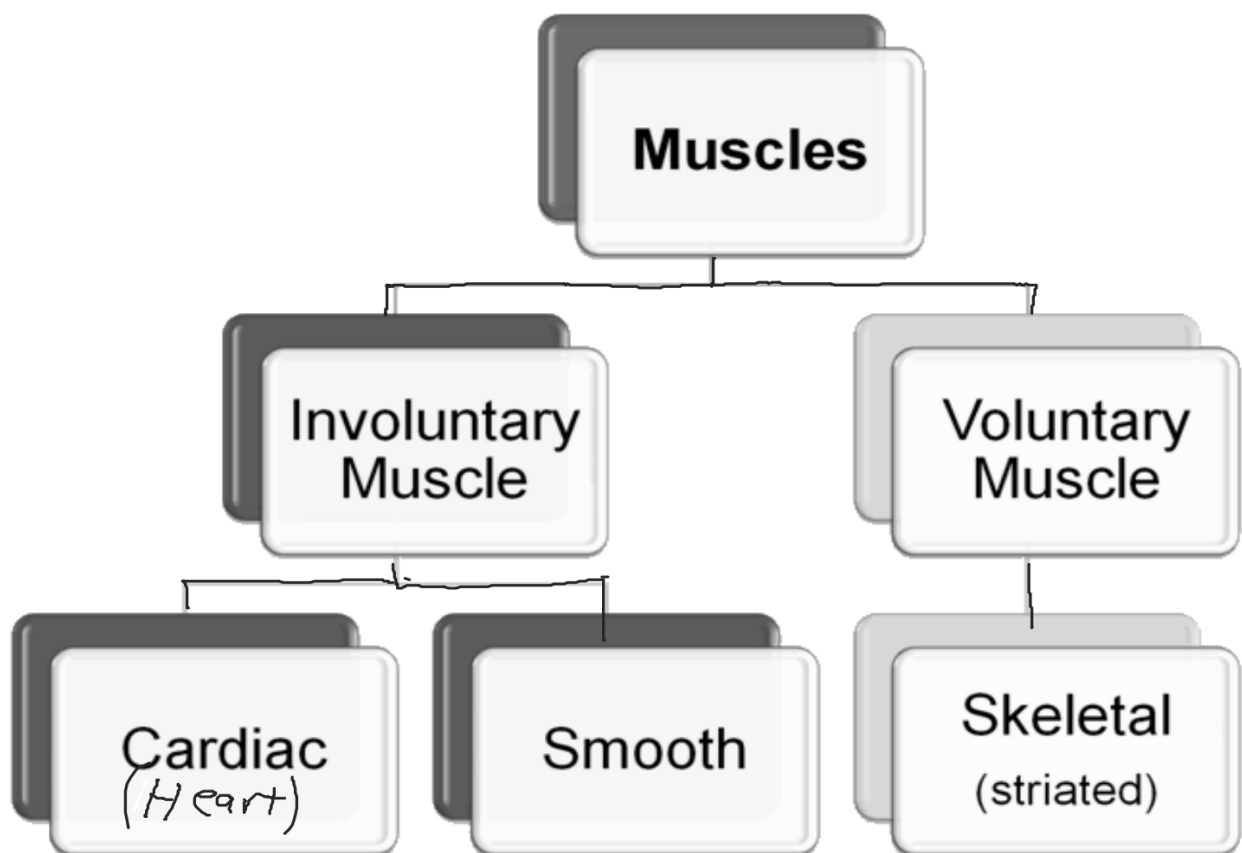 Muscles
Involuntary
Muscle
Voluntary
Muscle
Cardiac
(Heart)
Smooth
Skeletal
(striated)